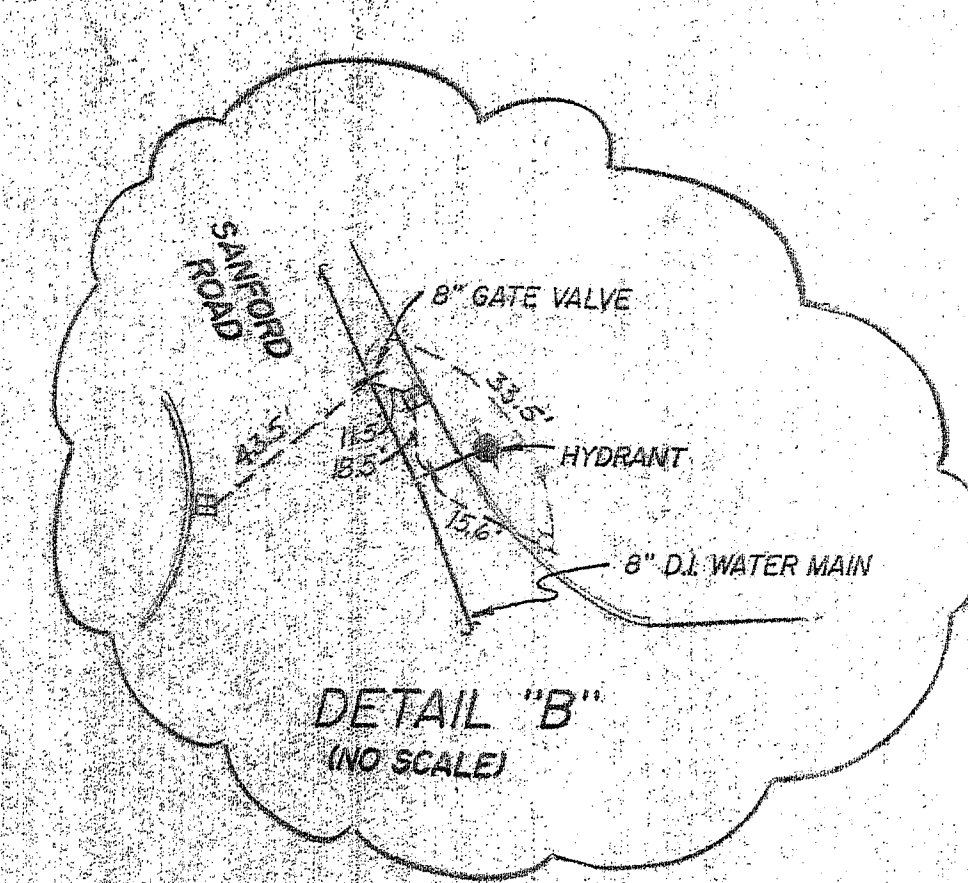 SANFORD
ROAD
8" GATE VALVE
33.5'
43.5'
11.5'
18.5'
HYDRANT
15.6'
8" D.I. WATER MAIN
DETAIL "B"
(NO SCALE)